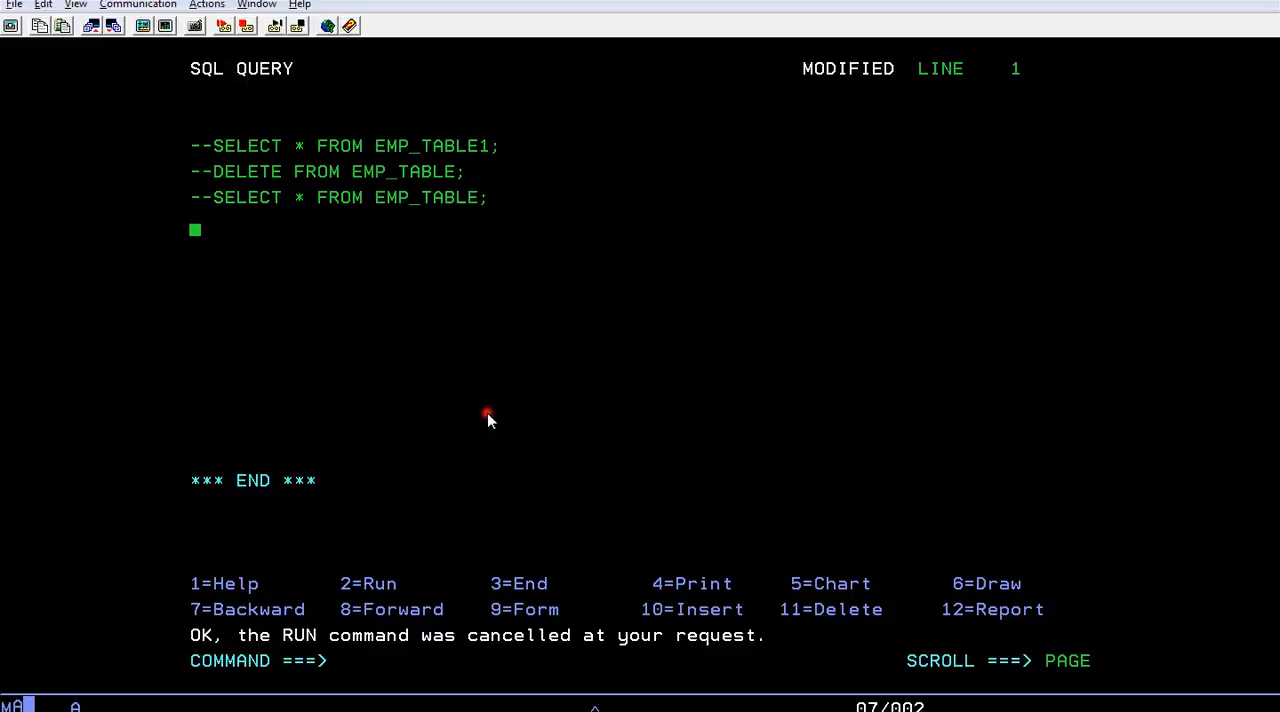 File Edit View Communication Actions Window Help
SQL QUERY MODIFIED LINE 1
--SELECT * FROM EMP_TABLE1;
--DELETE FROM EMP_TABLE;
--SELECT * FROM EMP_TABLE;
*** END ***
1=Help 2=Run 3=End 4=Print 5=Chart 6=Draw
7=Backward 8=Forward 9=Form 10=Insert 11=Delete 12=Report
OK, the RUN command was cancelled at your request.
COMMAND ===> SCROLL ===> PAGE
MA A ^ 07/002